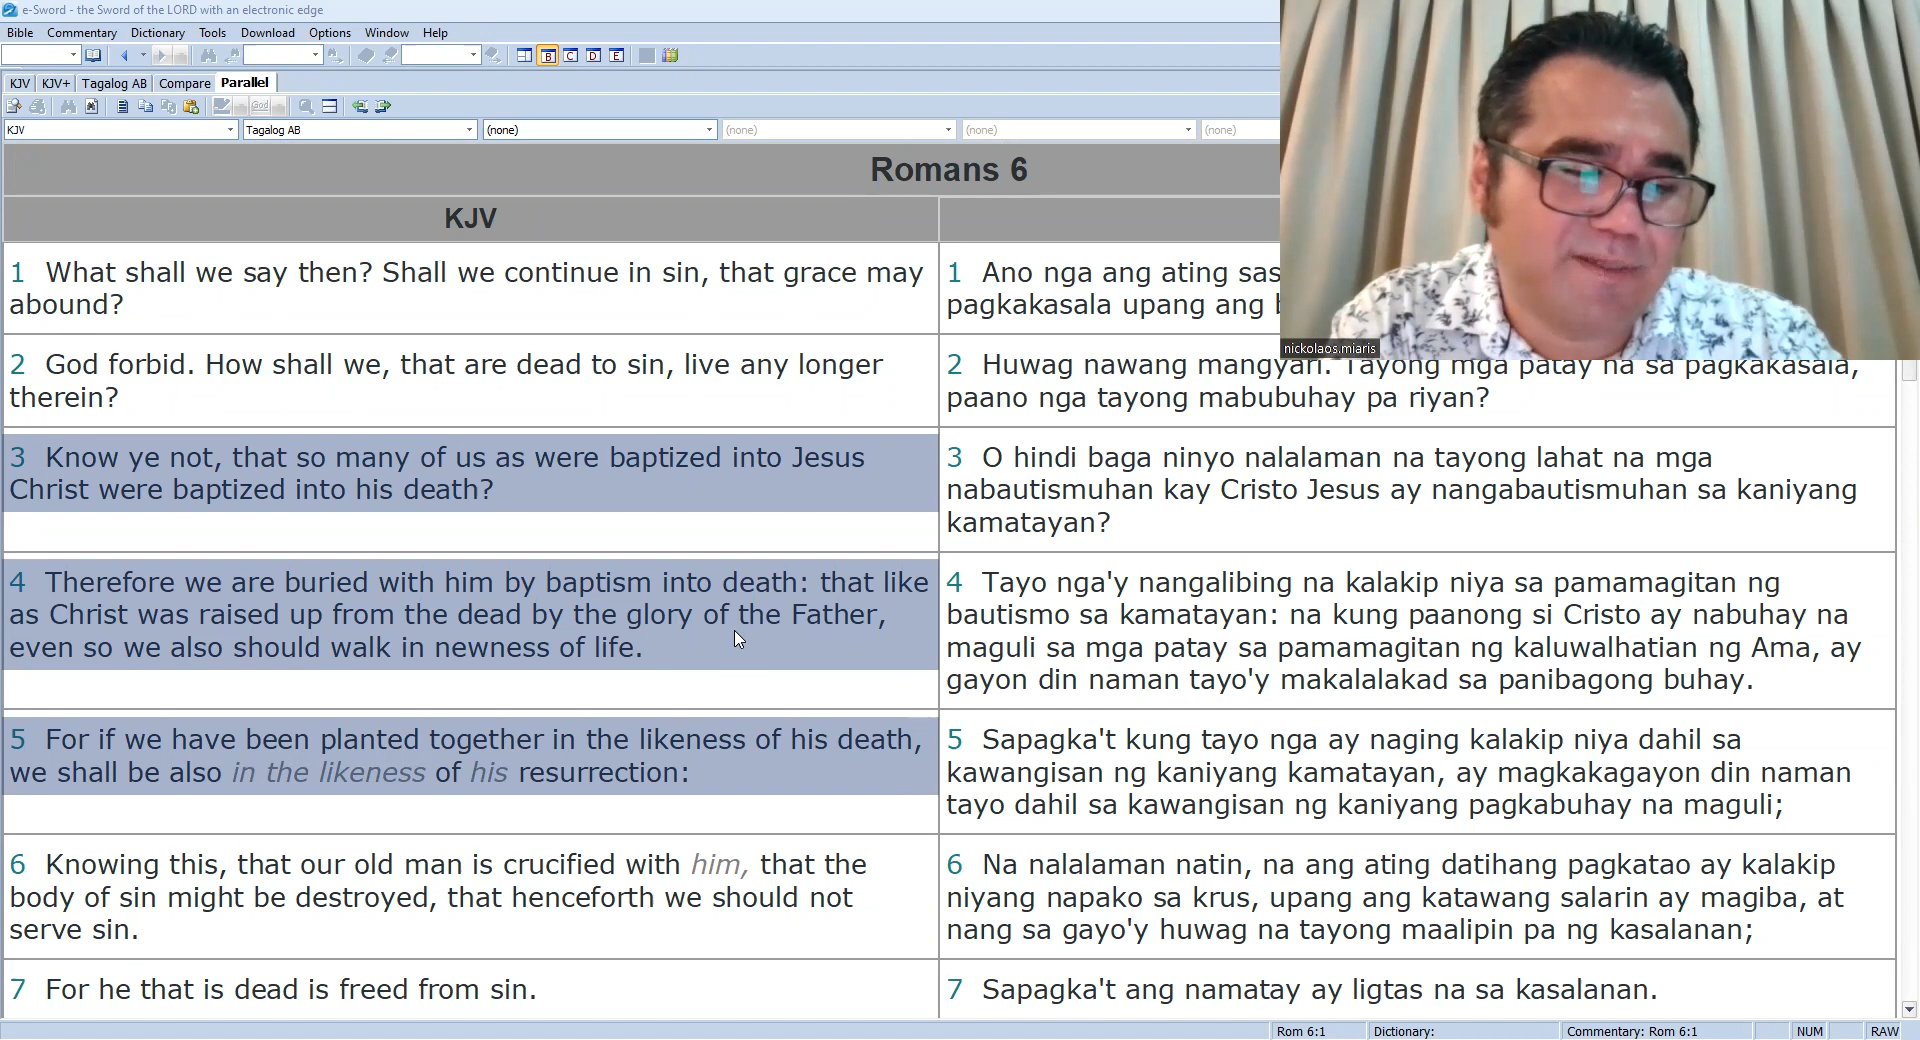 e-Sword - the Sword of the LORD with an electronic edge
Bible Commentary Dictionary Tools Download Options Window Help
B C D E
KJV KJV+ Tagalog AB Compare Parallel
God
KJV Tagalog AB (none) (none) (none) (none)
Romans 6
KJV
1 What shall we say then? Shall we continue in sin, that grace may
abound?
2 God forbid. How shall we, that are dead to sin, live any longer
therein?
3 Know ye not, that so many of us as were baptized into Jesus
Christ were baptized into his death?
4 Therefore we are buried with him by baptism into death: that like
as Christ was raised up from the dead by the glory of the Father,
even so we also should walk in newness of life.
5 For if we have been planted together in the likeness of his death,
we shall be also in the likeness of his resurrection:
6 Knowing this, that our old man is crucified with him, that the
body of sin might be destroyed, that henceforth we should not
serve sin.
7 For he that is dead is freed from sin.
1 Ano nga ang ating
pagkakasala upang ang
nickolaos.miaris
2 Huwag nawang mangyari. Tayong mga patay na sa pagkakasala,
paano nga tayong mabubuhay pa riyan?
3 O hindi baga ninyo nalalaman na tayong lahat na mga
nabautismuhan kay Cristo Jesus ay nangabautismuhan sa kaniyang
kamatayan?
4 Tayo nga'y nangalibing na kalakip niya sa pamamagitan ng
bautismo sa kamatayan: na kung paanong si Cristo ay nabuhay na
maguli sa mga patay sa pamamagitan ng kaluwalhatian ng Ama, ay
gayon din naman tayo'y makalalakad sa panibagong buhay.
5 Sapagka't kung tayo nga ay naging kalakip niya dahil sa
kawangisan ng kaniyang kamatayan, ay magkakagayon din naman
tayo dahil sa kawangisan ng kaniyang pagkabuhay na maguli;
6 Na nalalaman natin, na ang ating datihang pagkatao ay kalakip
niyang napako sa krus, upang ang katawang salarin ay magiba, at
nang sa gayo'y huwag na tayong maalipin pa ng kasalanan;
7 Sapagka't ang namatay ay ligtas na sa kasalanan.
Rom 6:1 Dictionary: Commentary: Rom 6:1 NUM RAW